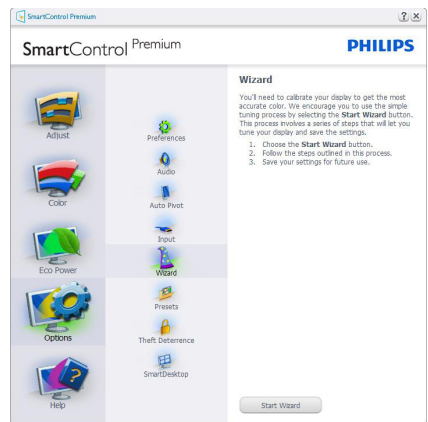 SmartControl Premium
? ×
SmartControl Premium
PHILIPS
Adjust
Color
Eco Power
Options
Help
Preferences
Audio
Auto Pivot
Input
Wizard
Presets
Theft Deterrence
SmartDesktop
Wizard
You'll need to calibrate your display to get the most
accurate color. We encourage you to use the simple
tuning process by selecting the Start Wizard button.
This process involves a series of steps that will let you
tune your display and save the settings.
1. Choose the Start Wizard button.
2. Follow the steps outlined in this process.
3. Save your settings for future use.
Start Wizard